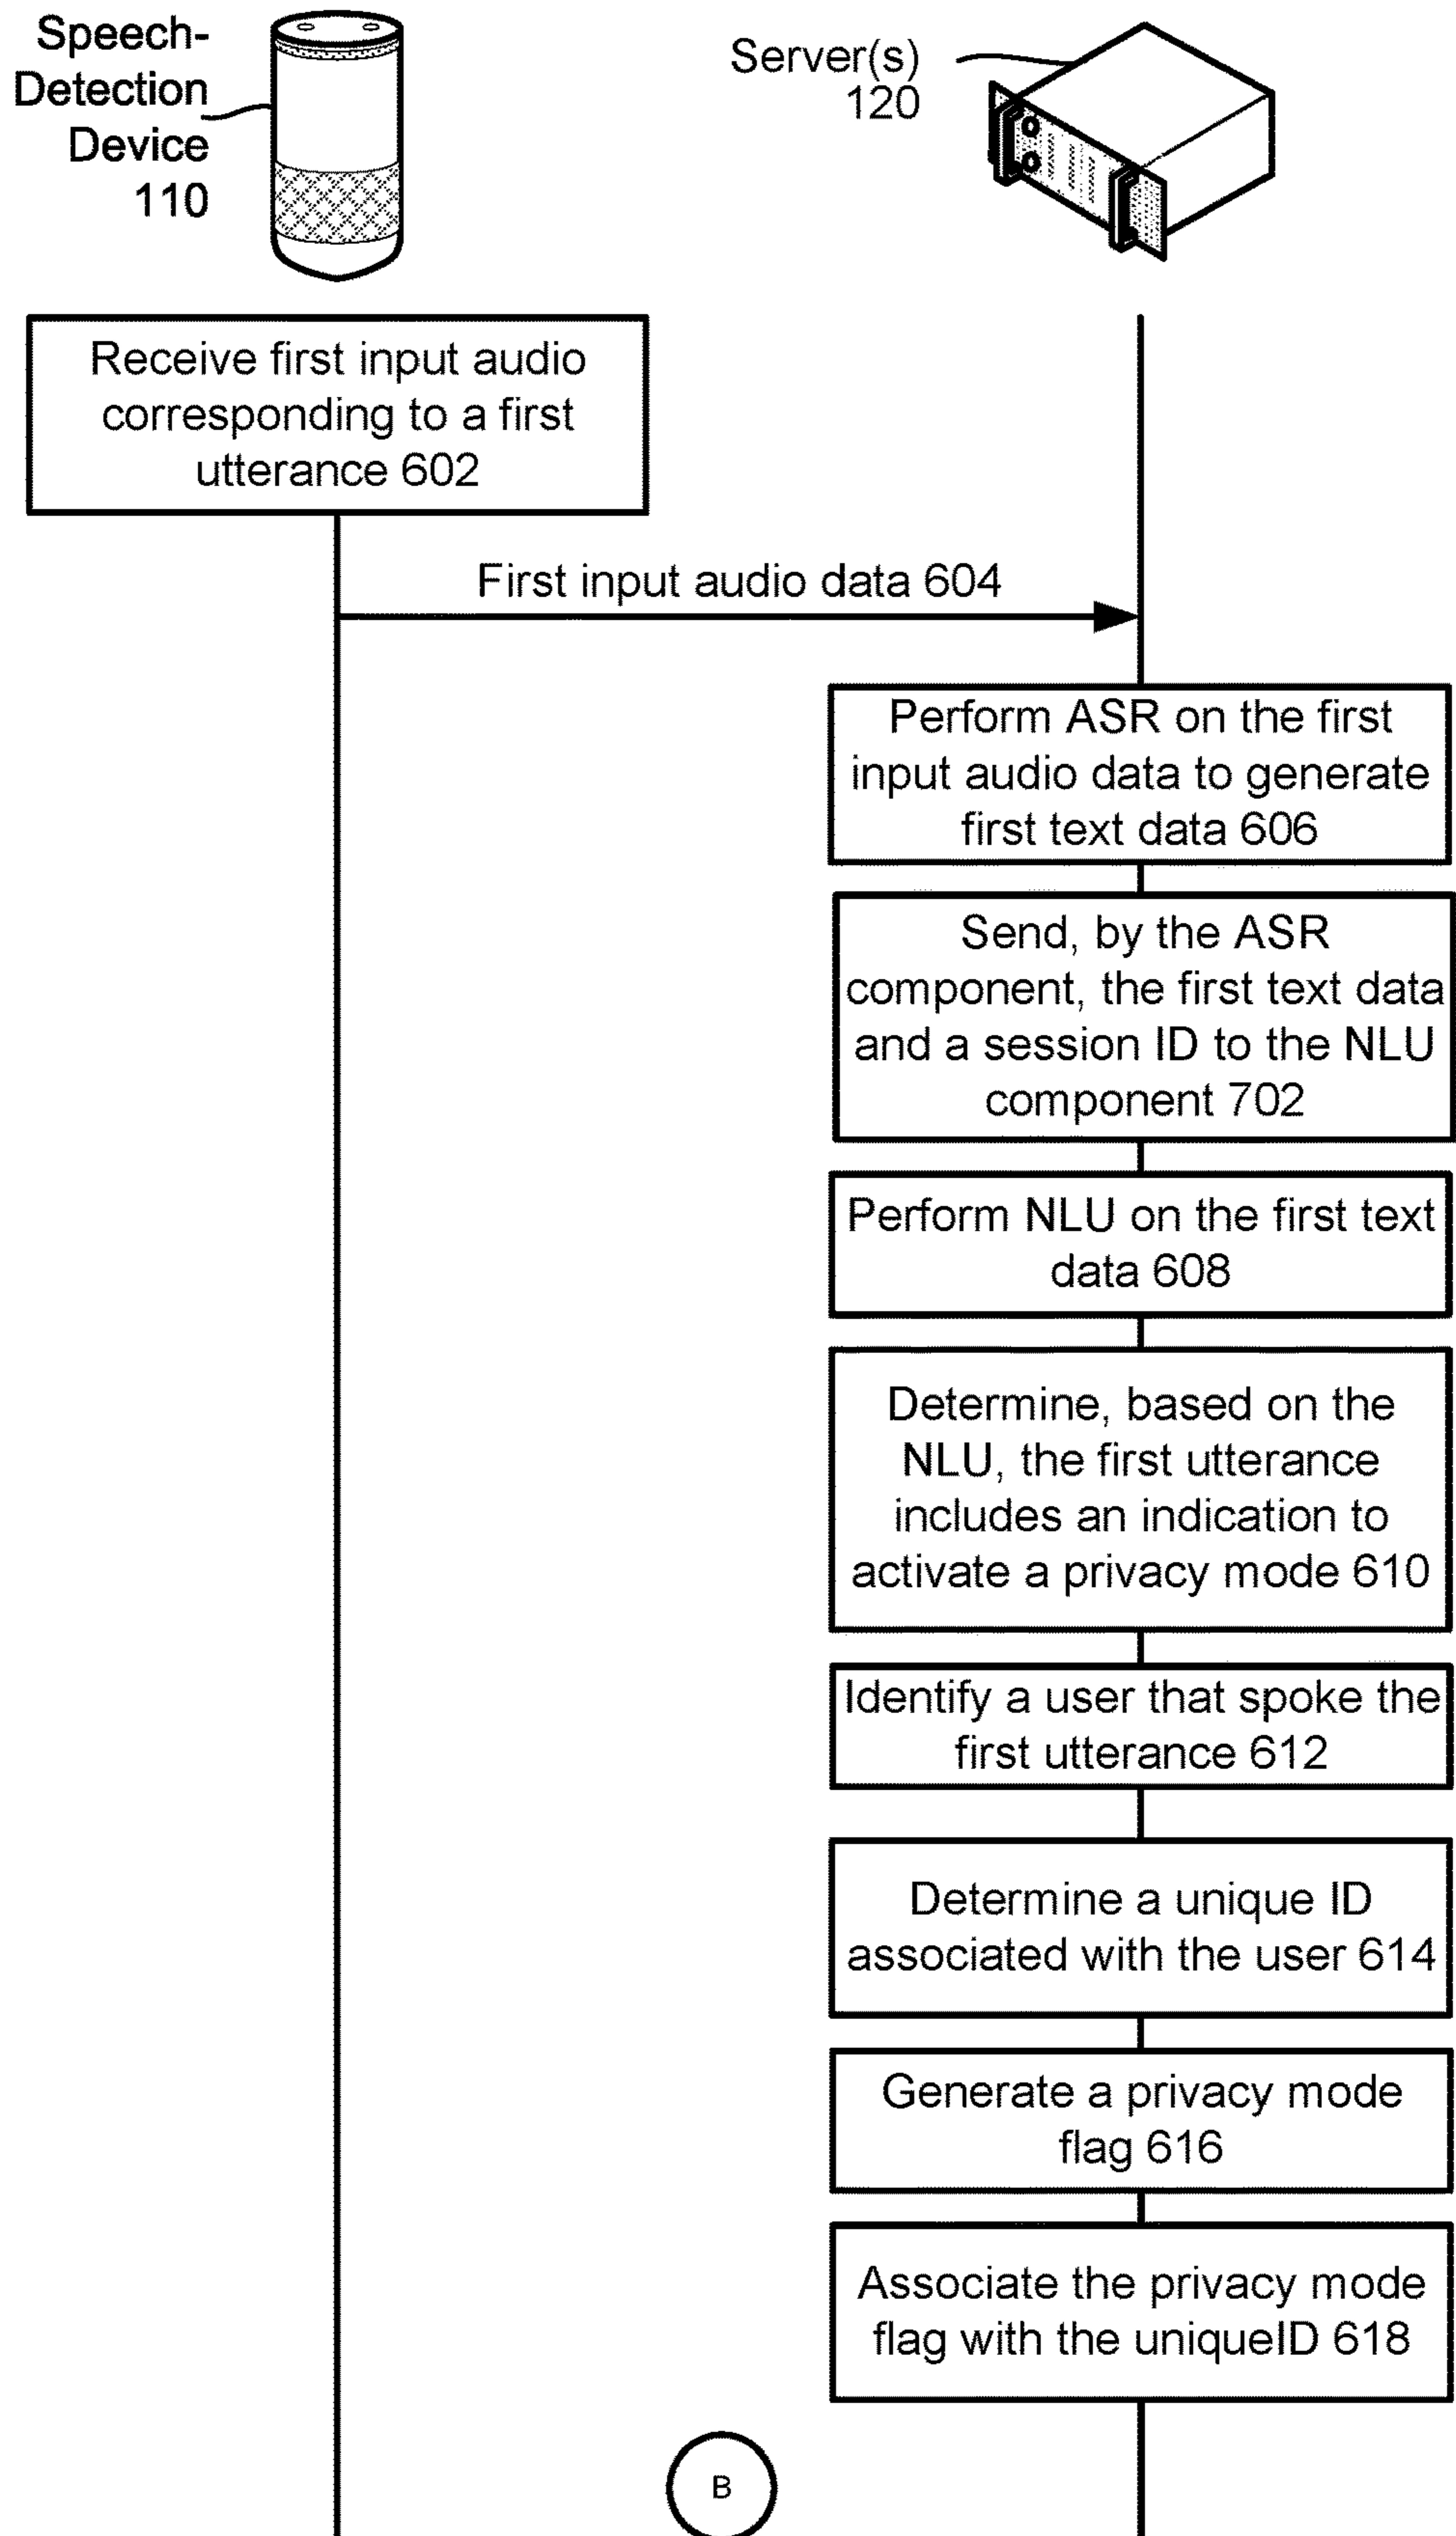 Speech-
Detection
Device
110
Server(s)
120
Receive first input audio
corresponding to a first
utterance 602
First input audio data 604
Perform ASR on the first
input audio data to generate
first text data 606
Send, by the ASR
component, the first text data
and a session ID to the NLU
component 702
Perform NLU on the first text
data 608
Determine, based on the
NLU, the first utterance
includes an indication to
activate a privacy mode 610
Identify a user that spoke the
first utterance 612
Determine a unique ID
associated with the user 614
Generate a privacy mode
flag 616
Associate the privacy mode
flag with the uniqueID 618
B